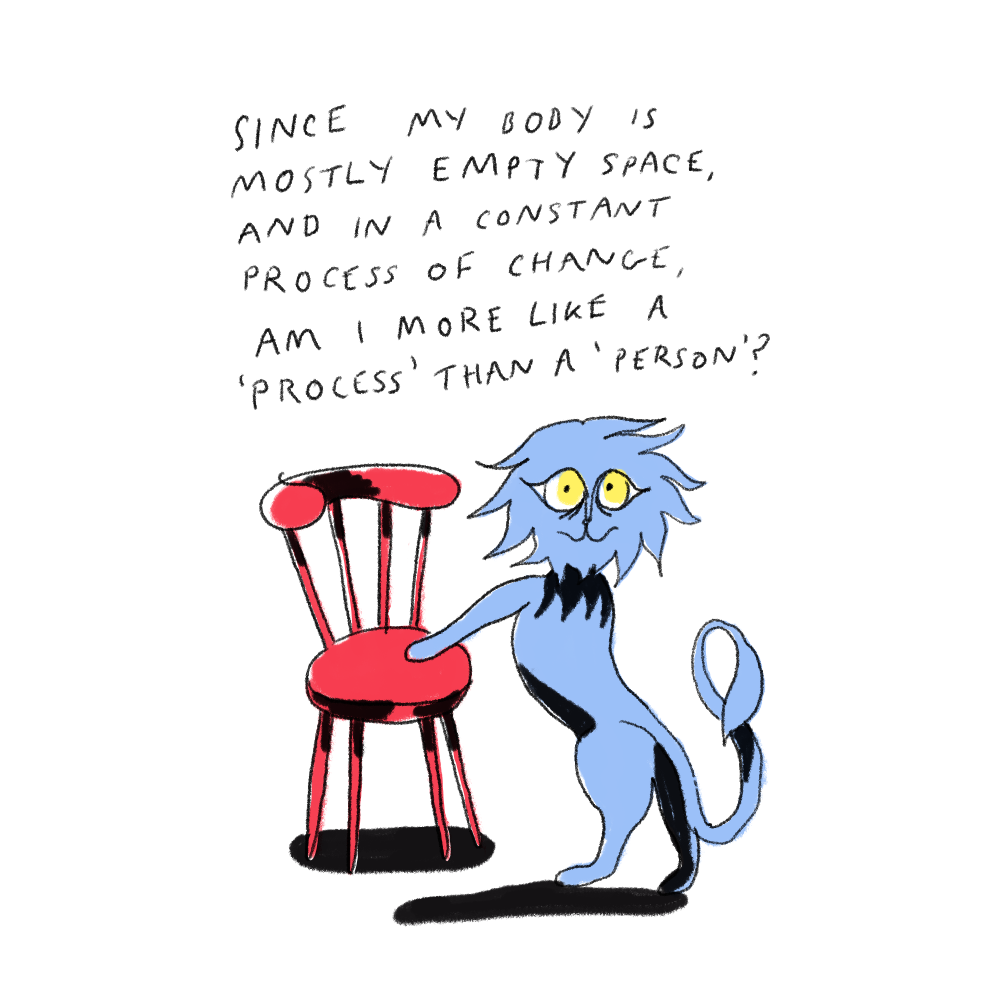 SINCE MY BODY IS
MOSTLY EMPTY SPACE,
AND IN A CONSTANT
PROCESS OF CHANGE,
AM I MORE LIKE A
'PROCESS' THAN A 'PERSON'?